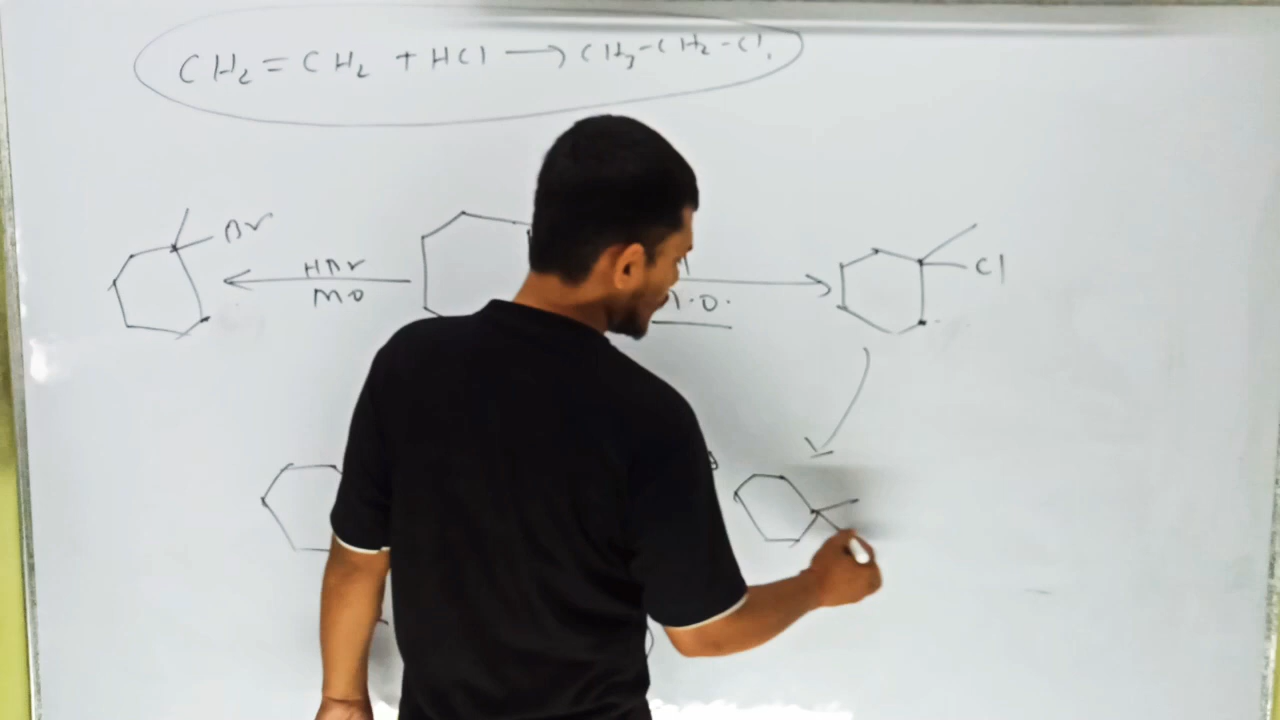 CH2=CH2 + HCl → CH3-CH2-Cl.
Br
HBr
MO
Cl